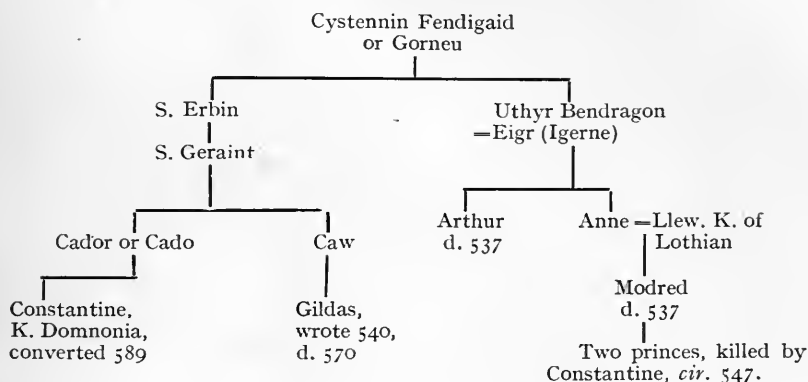 Cystennin Fendigaid
or Gorneu
S. Erbin
S. Geraint
Uthyr Bendragon
=Eigr (Igerne)
Cador or Cado
Caw
Arthur
d. 537
Anne = Llew. K. of
Lothian
Constantine,
K. Domnonia,
converted 589
Gildas,
wrote 540,
d. 570
Modred
d. 537
Two princes, killed by
Constantine, cir. 547.